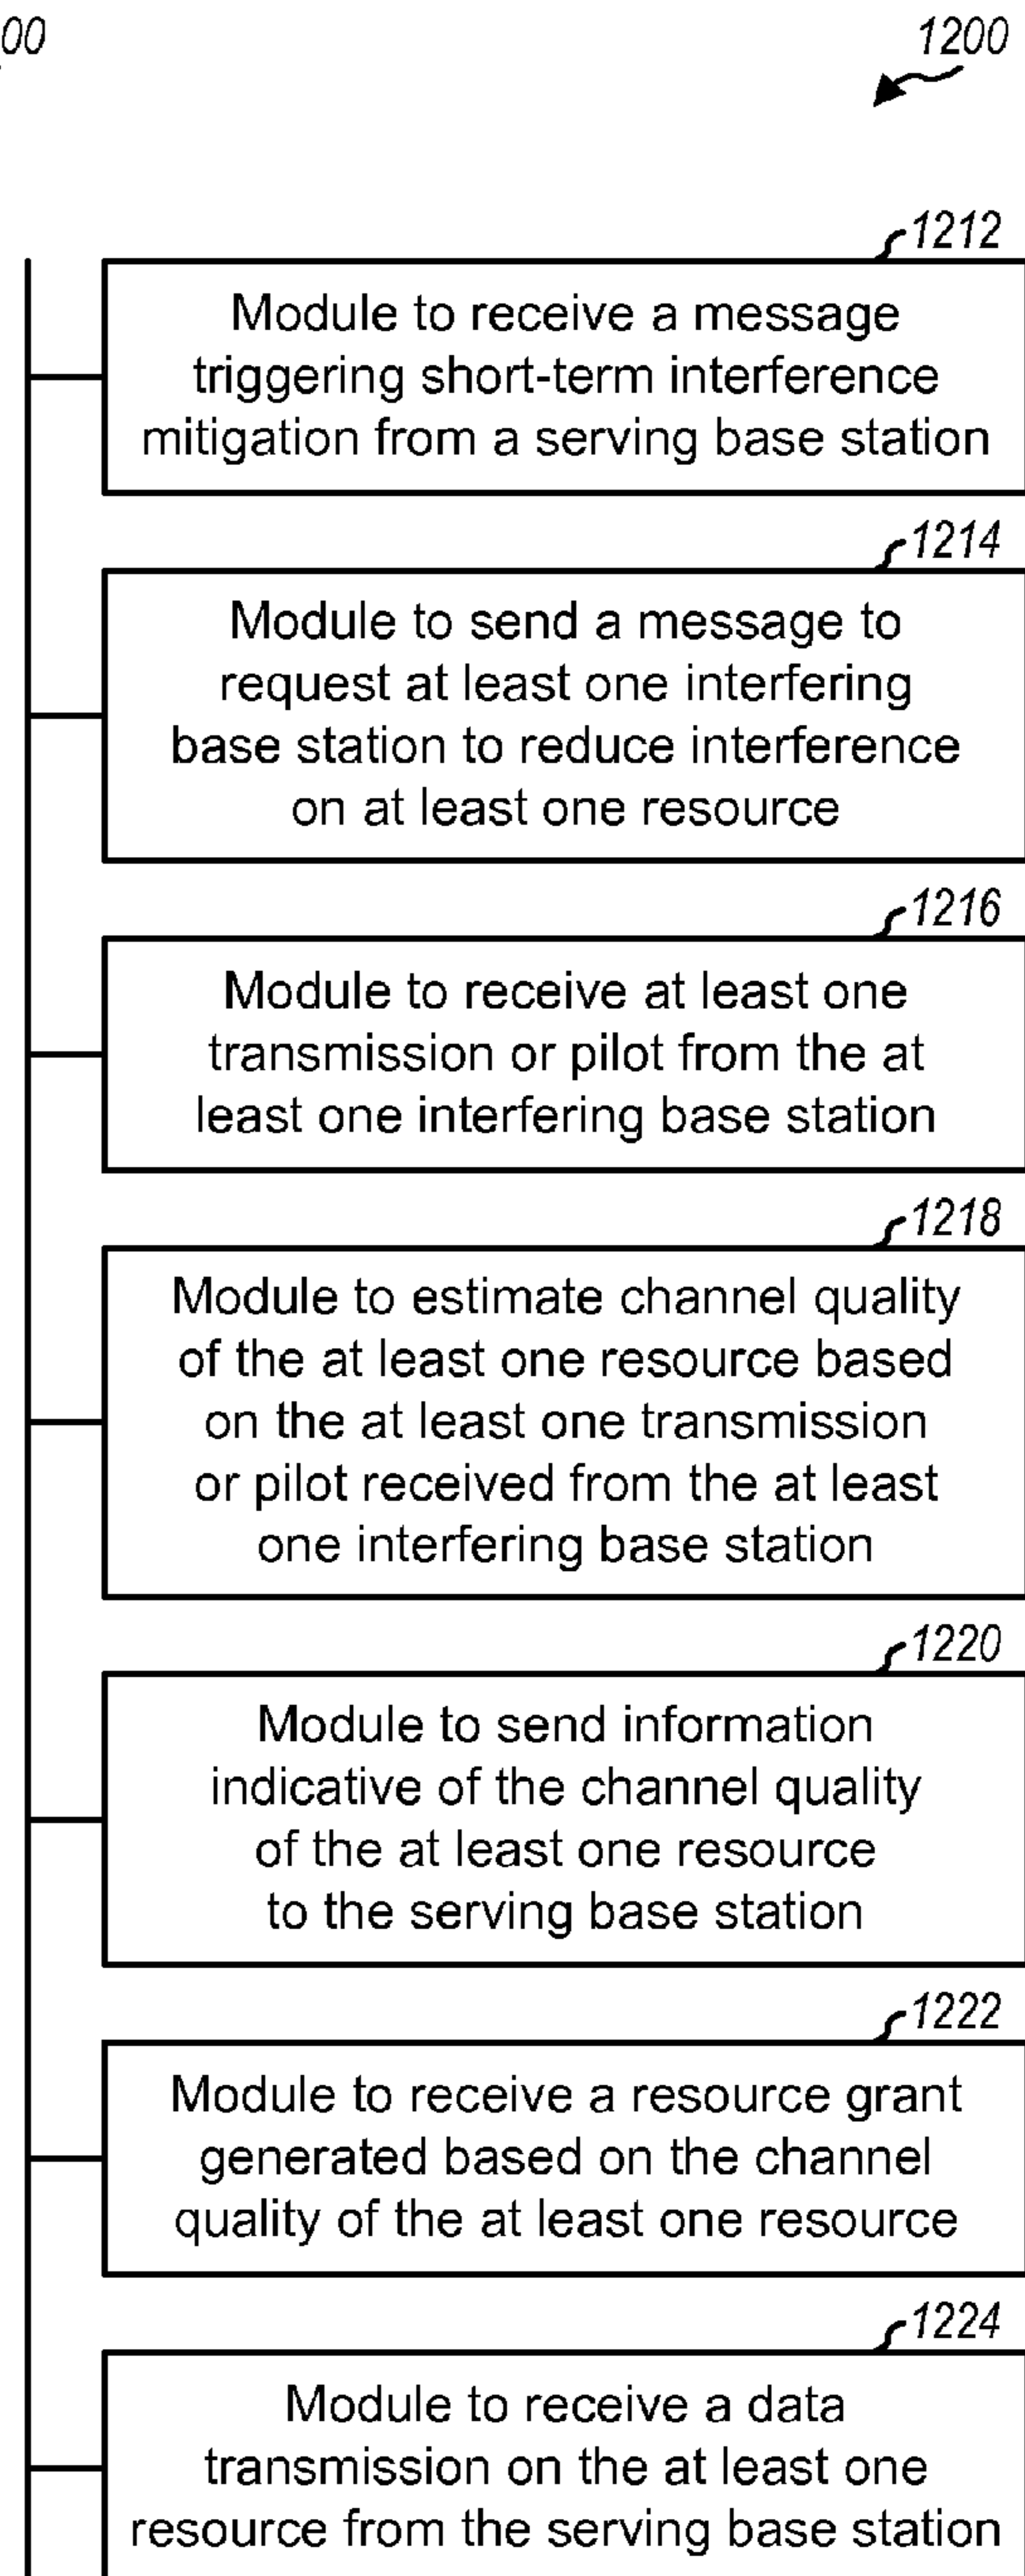 00
1200
1212
Module to receive a message
triggering short-term interference
mitigation from a serving base station
1214
Module to send a message to
request at least one interfering
base station to reduce interference
on at least one resource
1216
Module to receive at least one
transmission or pilot from the at
least one interfering base station
1218
Module to estimate channel quality
of the at least one resource based
on the at least one transmission
or pilot received from the at least
one interfering base station
1220
Module to send information
indicative of the channel quality
of the at least one resource
to the serving base station
1222
Module to receive a resource grant
generated based on the channel
quality of the at least one resource
1224
Module to receive a data
transmission on the at least one
resource from the serving base station